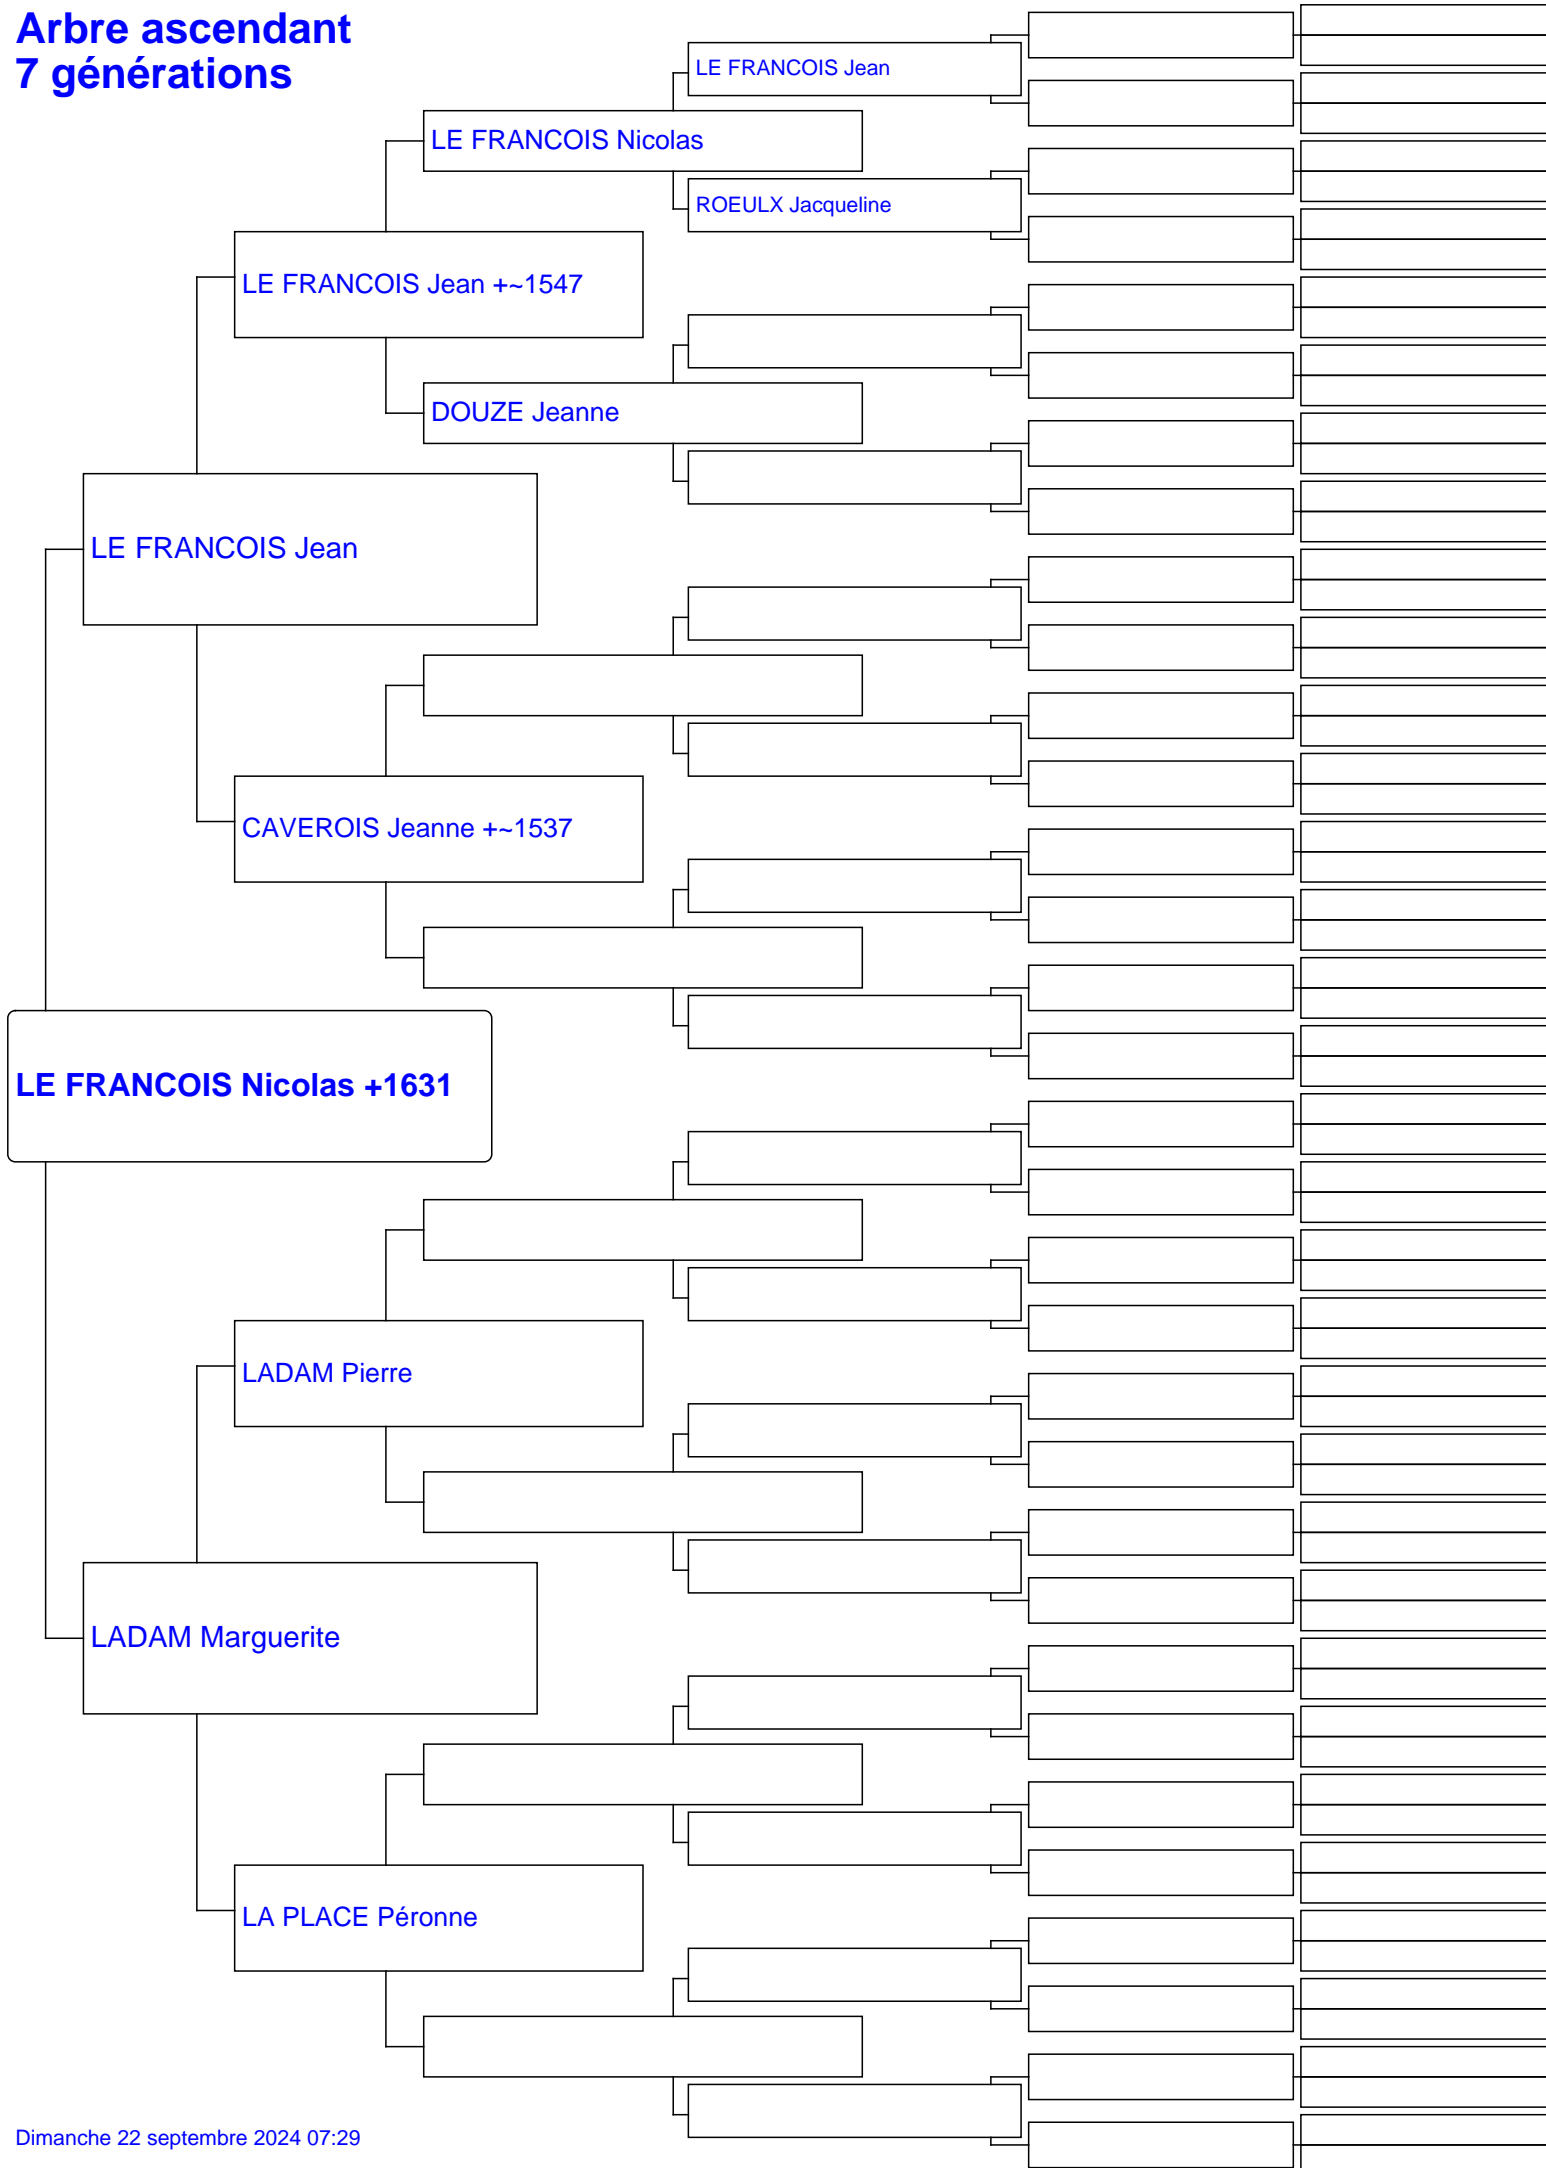 Arbre ascendant
7 générations
LE FRANCOIS Jean
LE FRANCOIS Nicolas
ROEULX Jacqueline
LE FRANCOIS Jean +~1547
DOUZE Jeanne
LE FRANCOIS Jean
CAVEROIS Jeanne +~1537
LE FRANCOIS Nicolas +1631
LADAM Pierre
LADAM Marguerite
LA PLACE Péronne
Dimanche 22 septembre 2024 07:29